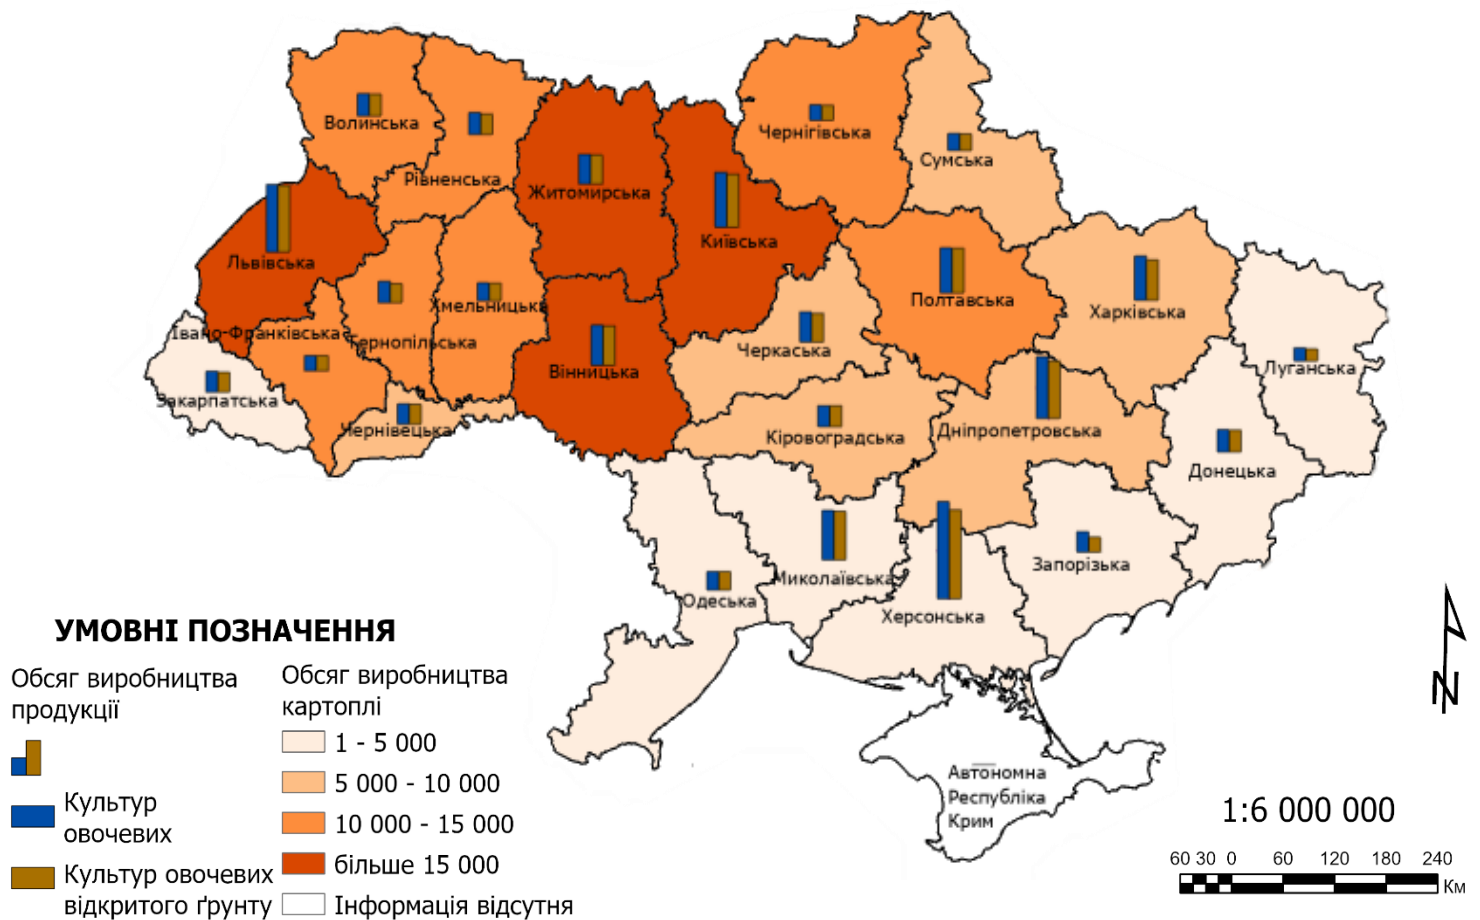 Волинська
Рівненська
Житомирська
Чернігівська
Сумська
Київська
Львівська
Хмельницька
Полтавська
Харківська
Івано-Франківська
Тернопільська
Черкаська
Вінницька
Луганська
Закарпатська
Чернівецька
Кіровоградська
Дніпропетровська
Донецька
Запорізька
Миколаївська
Одеська
Херсонська
УМОВНІ ПОЗНАЧЕННЯ
Обсяг виробництва
продукції
Культур
овочевих
Культур овочевих
відкритого ґрунту
Обсяг виробництва
картоплі
1 - 5 000
5 000 - 10 000
10 000 - 15 000
більше 15 000
Інформація відсутня
Автономна
Республіка
Крим
N
1:6 000 000
60 30 0 60 120 180 240
Км